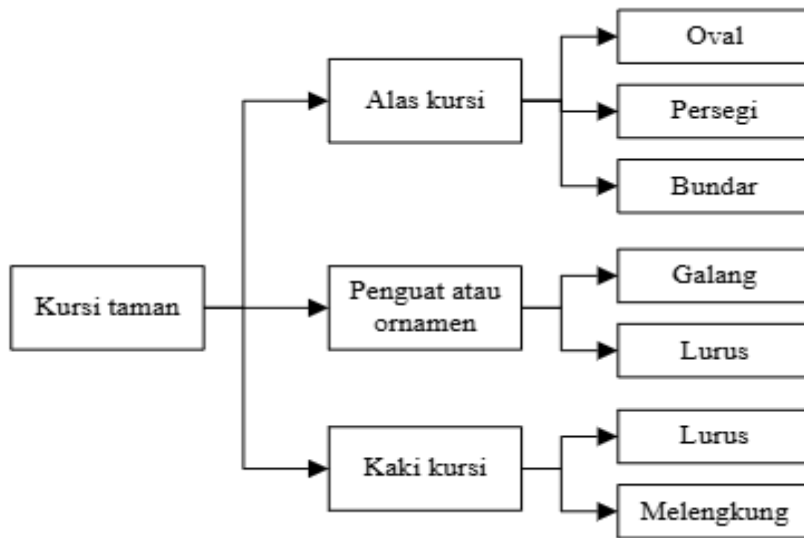 Kursi taman
Alas kursi
Oval
Persegi
Bundar
Penguat atau
ornamen
Galang
Lurus
Kaki kursi
Lurus
Melengkung